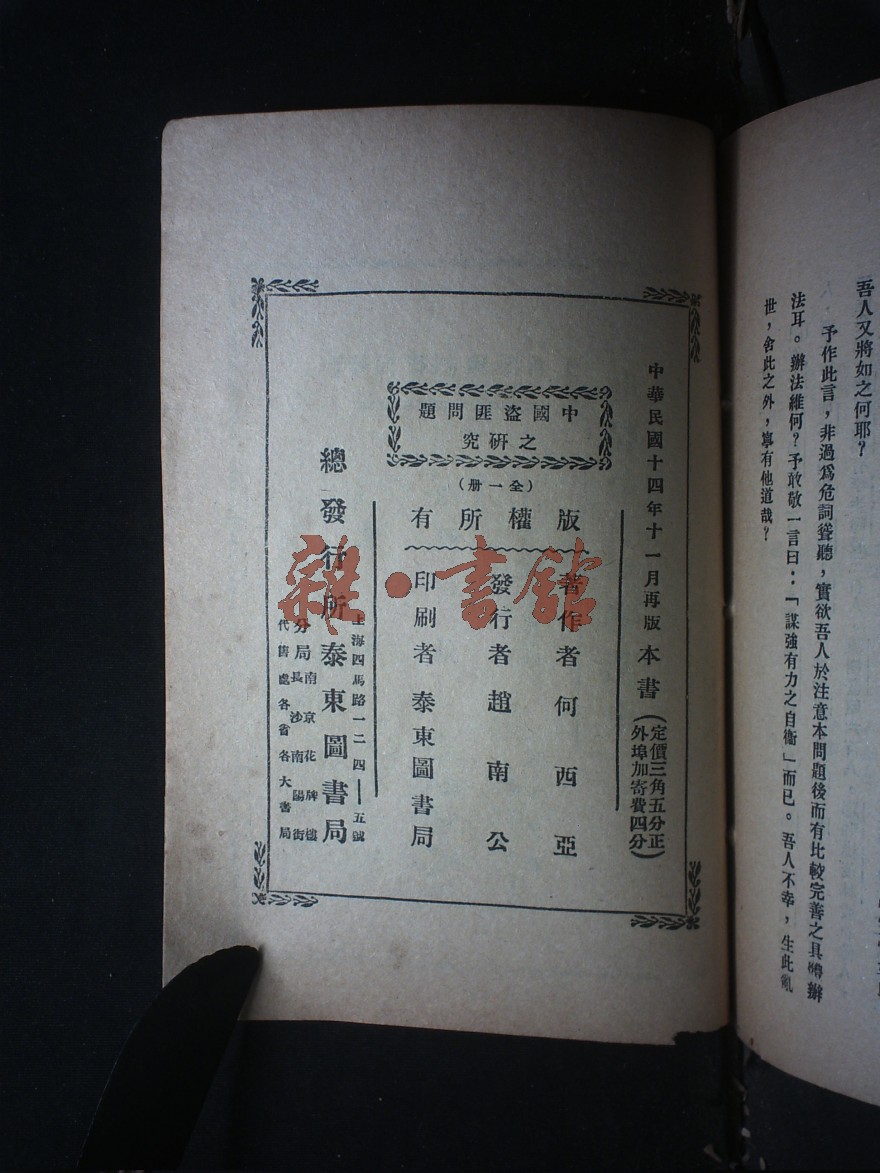 吾人又將如之何耶？
予作此言，非過爲危詞聳聽，實欲吾人於注意本問題後而有比較完善之具體辦
法耳。辦法維何？予敢敬一言曰：「謀強有力之自衛」而已。吾人不幸，生此亂
世，舍此之外，寧有他道哉？
中華民國十四年十一月再版
本書（定價三角五分正
外埠加寄費四分）
中國盜匪問題
之研究
（全一册）
版權所有
著作者 何西亞
發行者 趙南公
印刷者 泰東圖書局
上海四馬路一二四——五號
總發行所 泰東圖書局
分局 南京花牌樓
長沙南陽街
代售處 各省各大書局
雜·書館